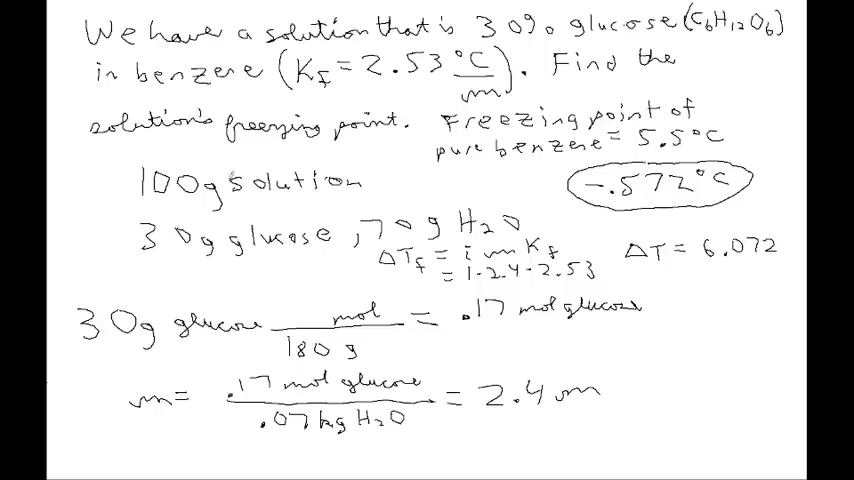 We have a solution that is 30% glucose (C6H12O6)
in benzene (Kf = 2.53 °C/m). Find the
solution's freezing point. Freezing point of
pure benzene = 5.5°C
100g solution
-.572°C
30g glucose, 70g H2O
ΔTf = i m Kf
= 1·2.4·2.53
ΔT = 6.072
30g glucose mol/180 g = .17 mol glucose
m = .17 mol glucose/.07 kg H2O = 2.4 m